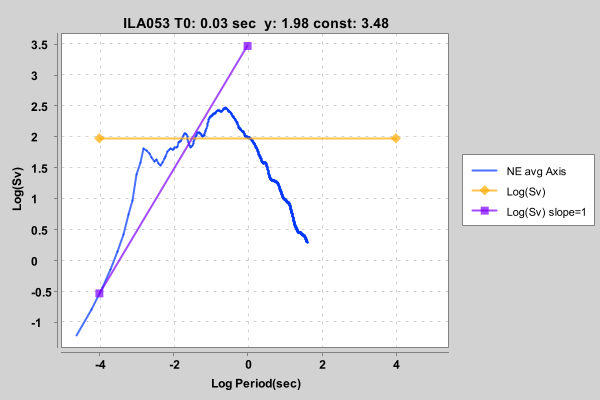 ILA053 T0: 0.03 sec  y: 1.98 const: 3.48
3.5
3
2.5
2
1.5
1
0.5
0
-0.5
-1
Log(Sv)
-4 -2 0 2 4
Log Period(sec)
NE avg Axis
Log(Sv)
Log(Sv) slope=1